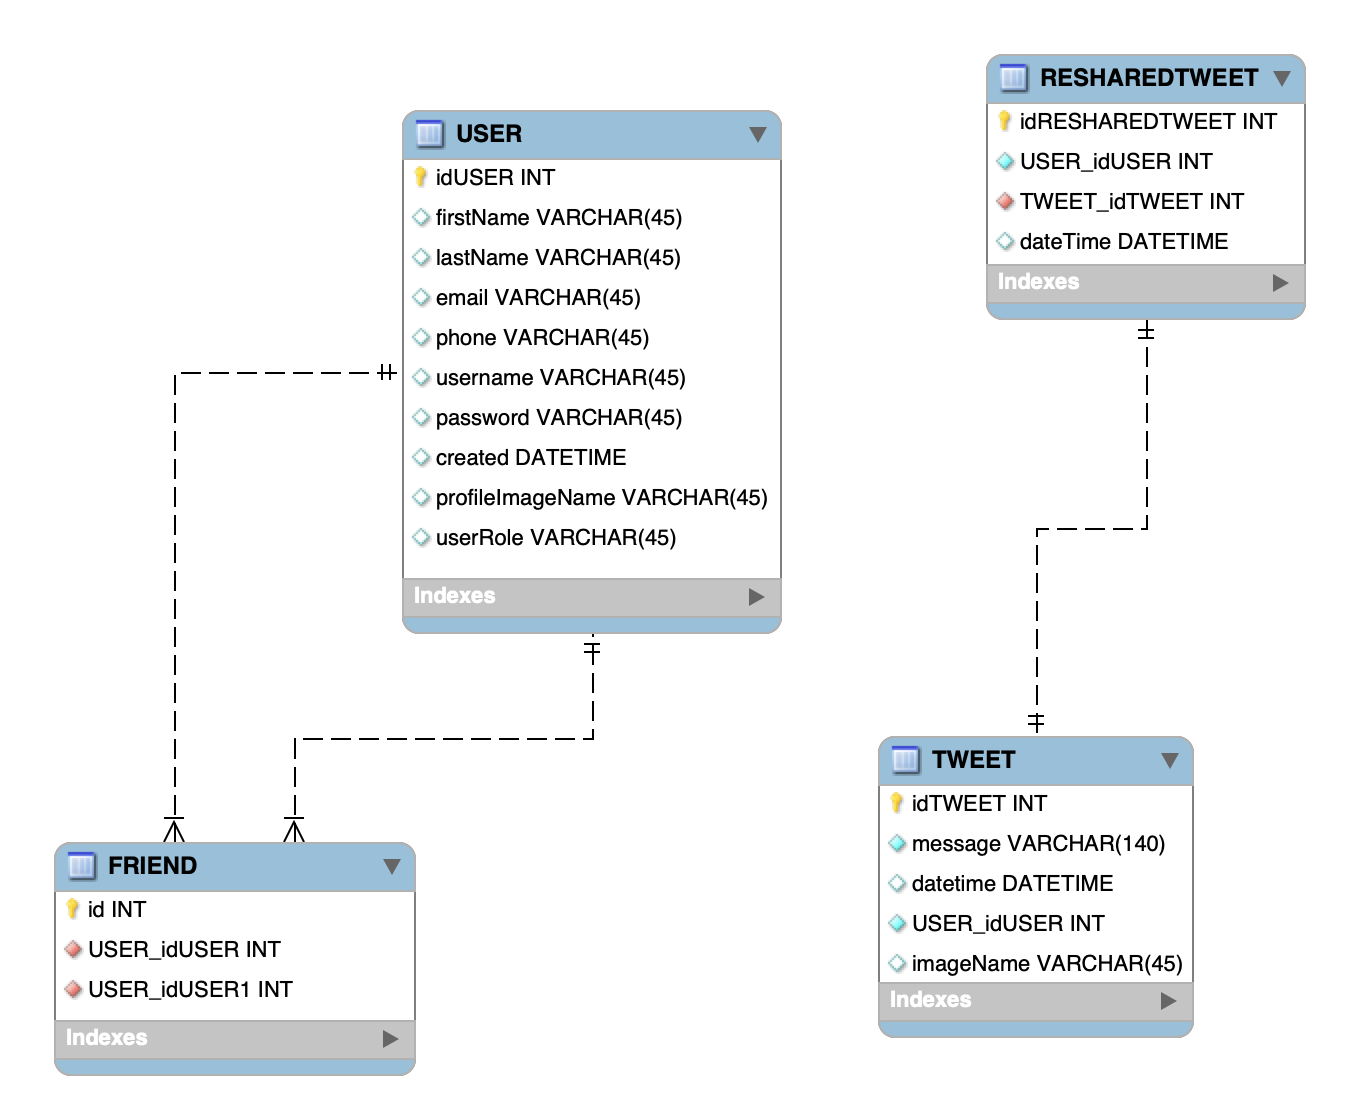 USER
idUSER INT
firstName VARCHAR(45)
lastName VARCHAR(45)
email VARCHAR(45)
phone VARCHAR(45)
username VARCHAR(45)
password VARCHAR(45)
created DATETIME
profileImageName VARCHAR(45)
userRole VARCHAR(45)
Indexes
RESHAREDTWEET
idRESHAREDTWEET INT
USER_idUSER INT
TWEET_idTWEET INT
dateTime DATETIME
Indexes
FRIEND
id INT
USER_idUSER INT
USER_idUSER1 INT
Indexes
TWEET
idTWEET INT
message VARCHAR(140)
datetime DATETIME
USER_idUSER INT
imageName VARCHAR(45)
Indexes